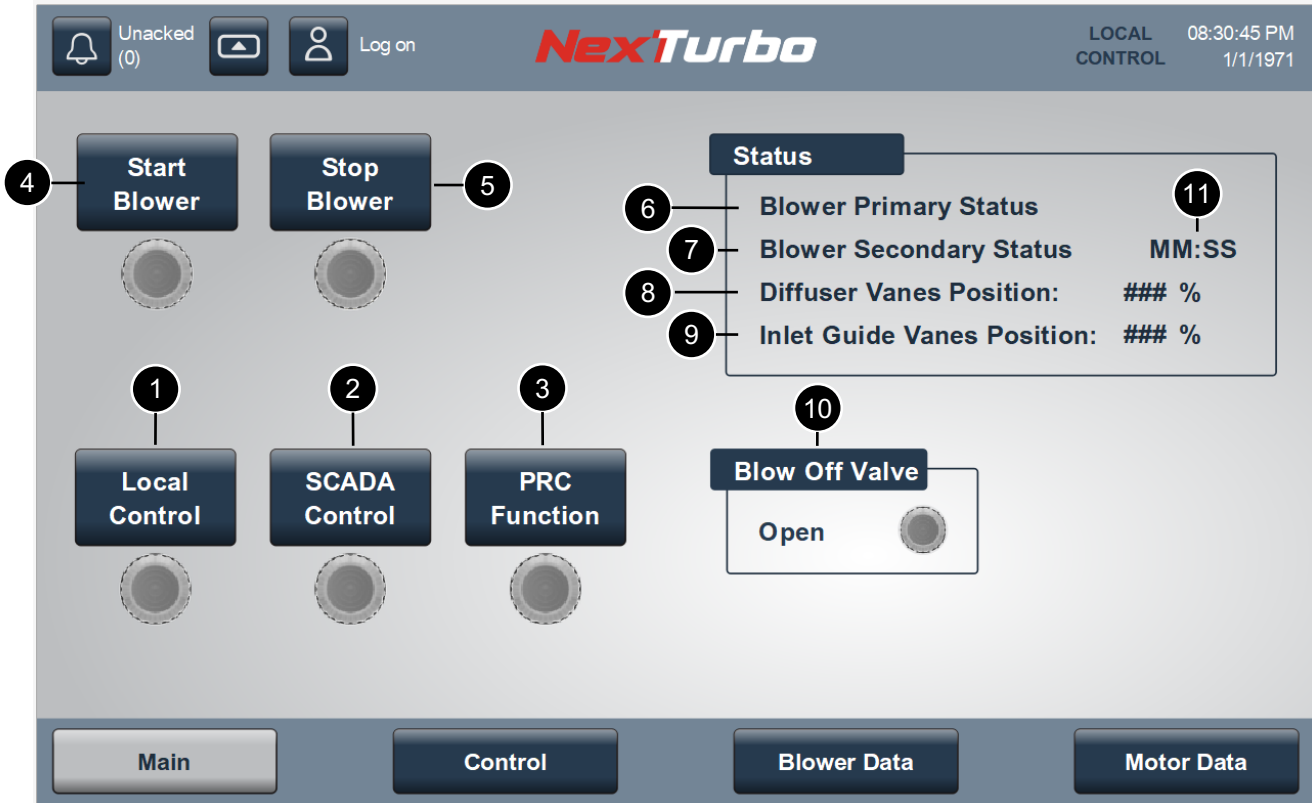 Unacked
(0)
Log on
NexTurbo
LOCAL
CONTROL
08:30:45 PM
1/1/1971
4
Start
Blower
Stop
Blower
5
Status
6
Blower Primary Status
11
7
Blower Secondary Status MM:SS
8
Diffuser Vanes Position: ### %
9
Inlet Guide Vanes Position: ### %
1
2
3
10
Local
Control
SCADA
Control
PRC
Function
Blow Off Valve
Open
Main
Control
Blower Data
Motor Data